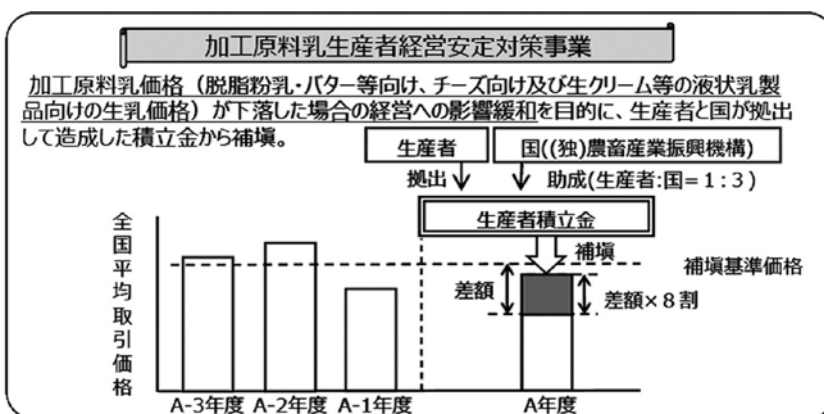 加工原料乳生産者経営安定対策事業
加工原料乳価格（脱脂粉乳・バター等向け、チーズ向け及び生クリーム等の液状乳製
品向けの生乳価格）が下落した場合の経営への影響緩和を目的に、生産者と国が拠出
して造成した積立金から補塡。
生産者
国((独)農畜産業振興機構)
拠出
助成(生産者:国＝１:３)
生産者積立金
補塡
全国平均取引価格
補塡基準価格
差額
差額×８割
A-3年度
A-2年度
A-1年度
A年度